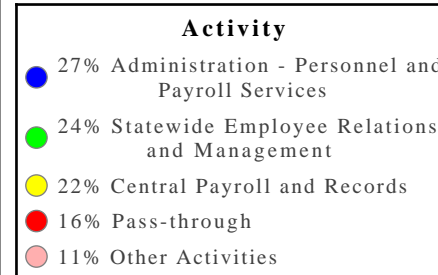 Activity
27% Administration - Personnel and
Payroll Services
24% Statewide Employee Relations
and Management
22% Central Payroll and Records
16% Pass-through
11% Other Activities